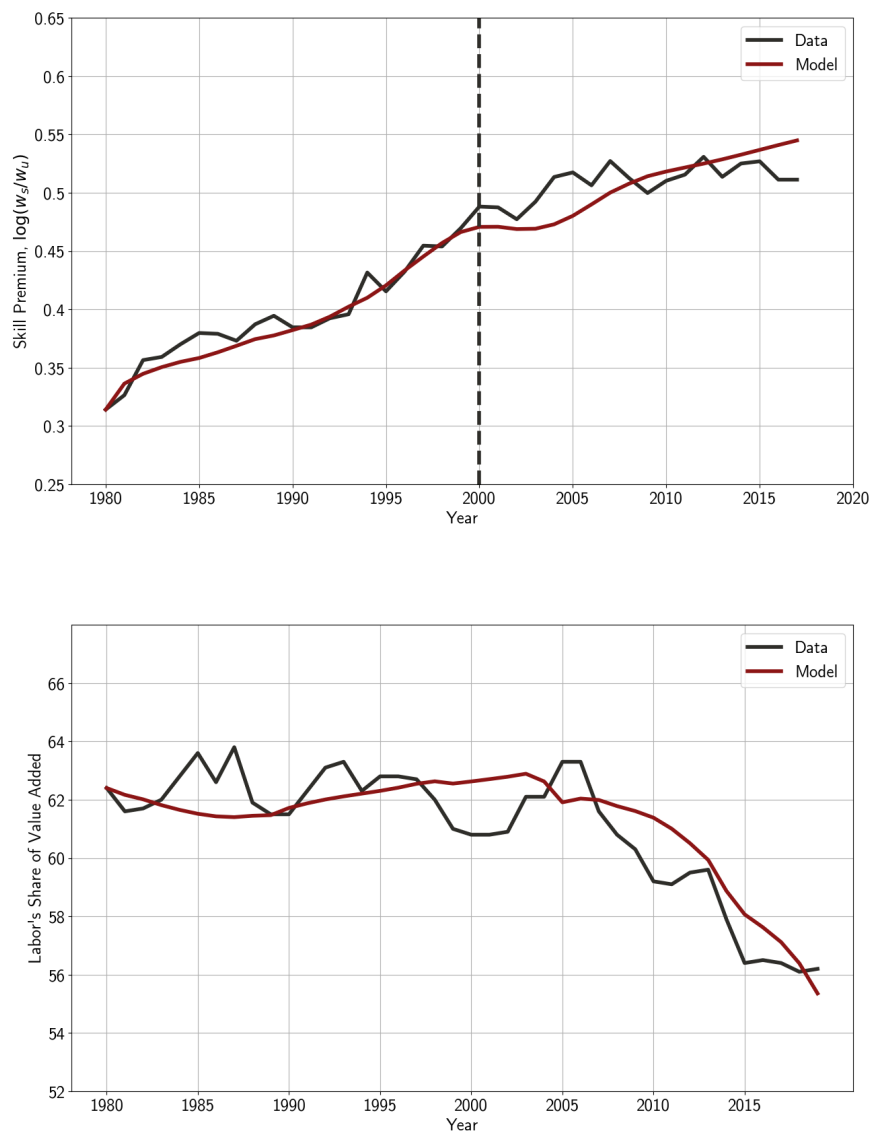 0.65
0.6
0.55
0.5
0.45
0.4
0.35
0.3
0.25
Skill Premium, log(wₛ/wᵤ)
Data
Model
1980 1985 1990 1995 2000 2005 2010 2015 2020
Year
66
64
62
60
58
56
54
52
Labor's Share of Value Added
Data
Model
1980 1985 1990 1995 2000 2005 2010 2015
Year